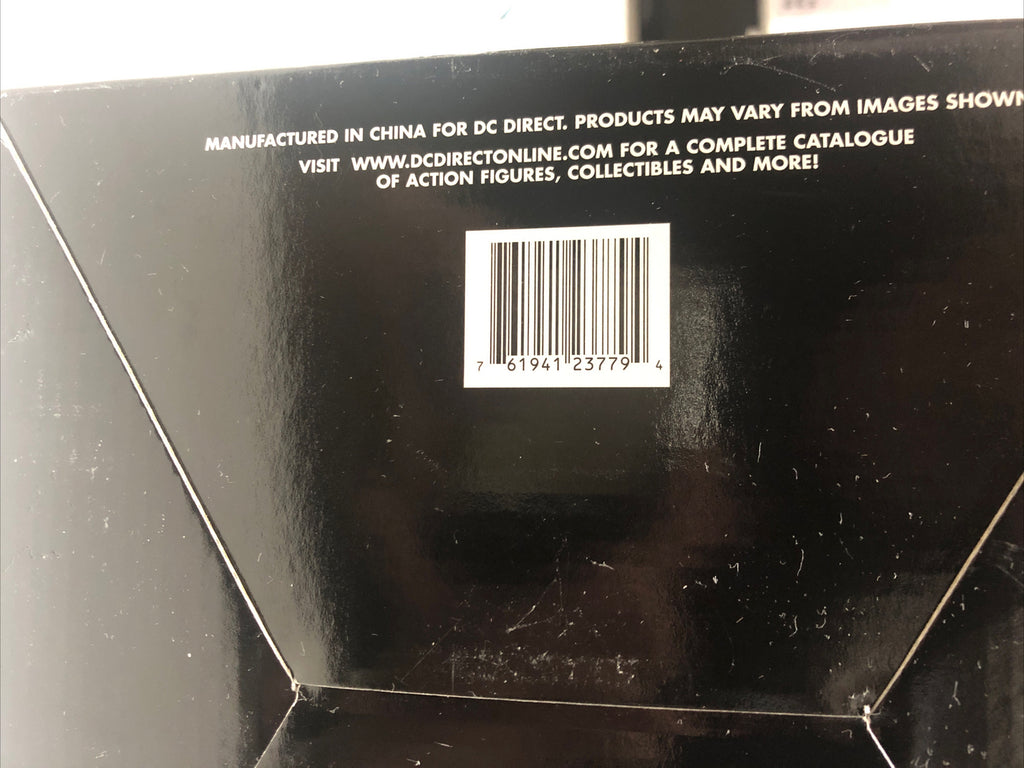 MANUFACTURED IN CHINA FOR DC DIRECT. PRODUCTS MAY VARY FROM IMAGES SHOWN
VISIT WWW.DCDIRECTONLINE.COM FOR A COMPLETE CATALOGUE
OF ACTION FIGURES, COLLECTIBLES AND MORE!
7 61941 23779 4